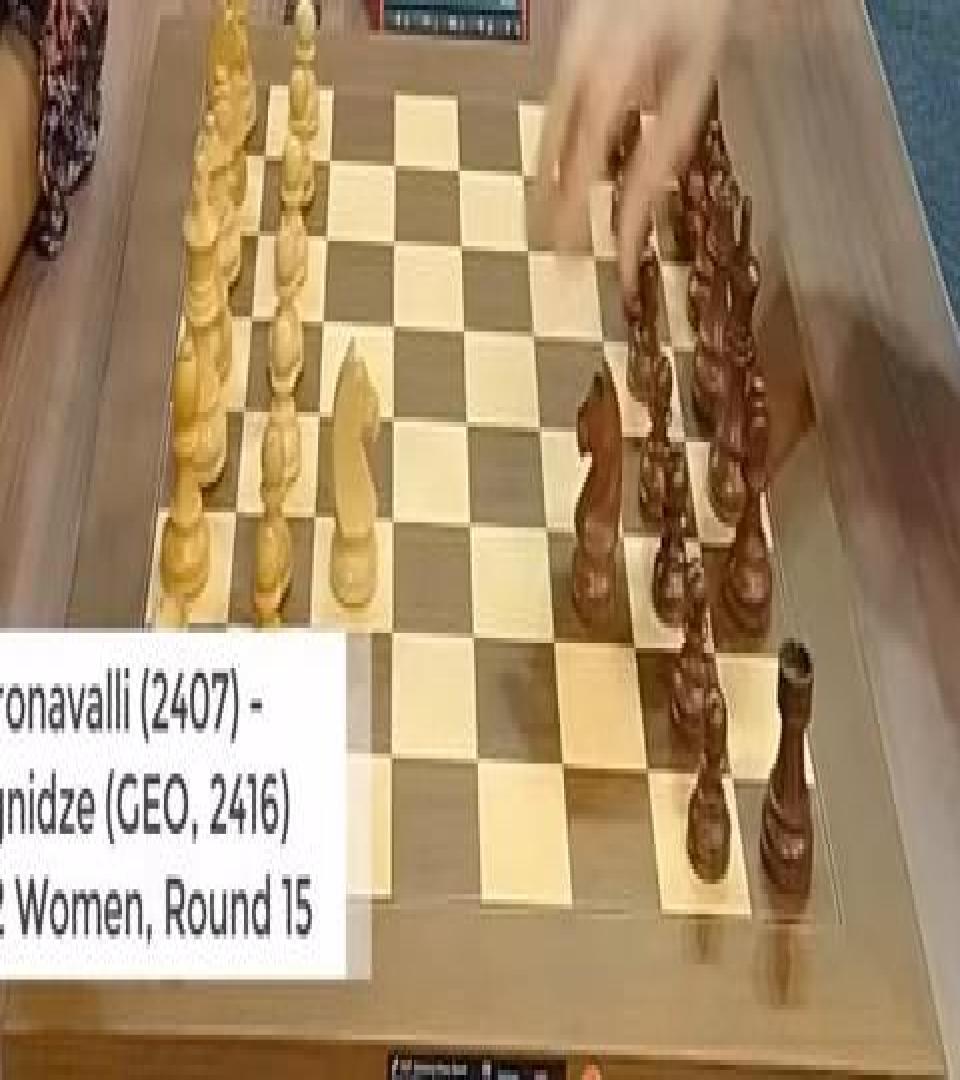 ronavalli (2407) -
gnidze (GEO, 2416)
2 Women, Round 15